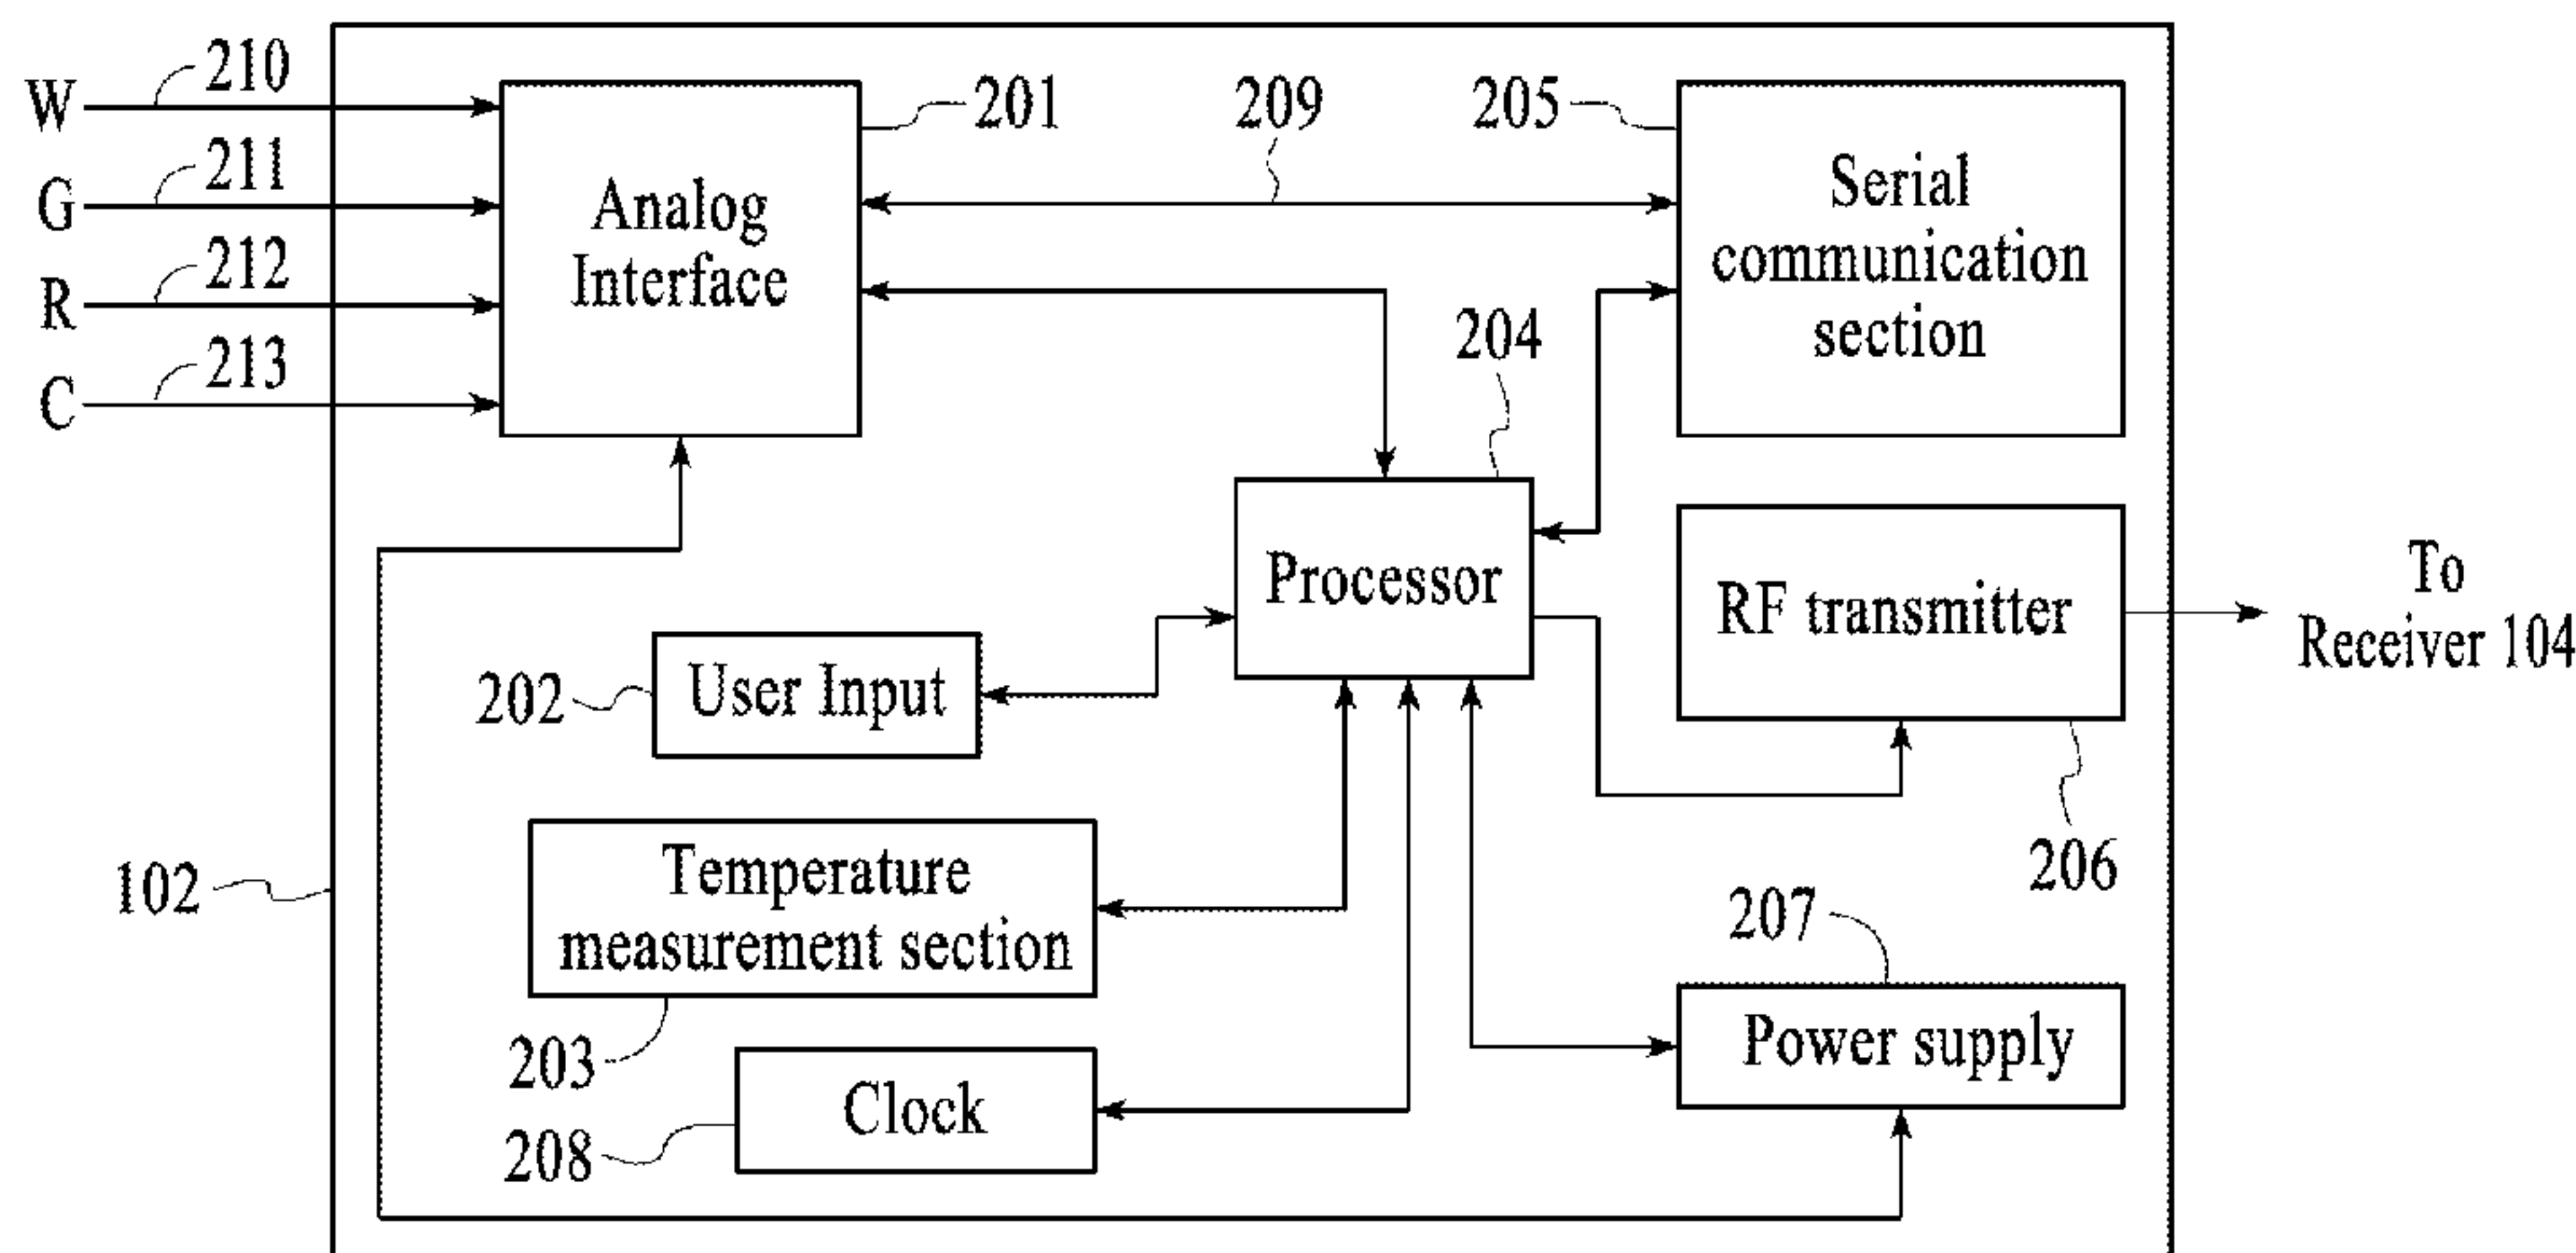 W
210
G
211
R
212
C
213
Analog
Interface
201
209
205
Serial
communication
section
204
Processor
RF transmitter
To
Receiver 104
206
202
User Input
102
Temperature
measurement section
203
207
Power supply
Clock
208